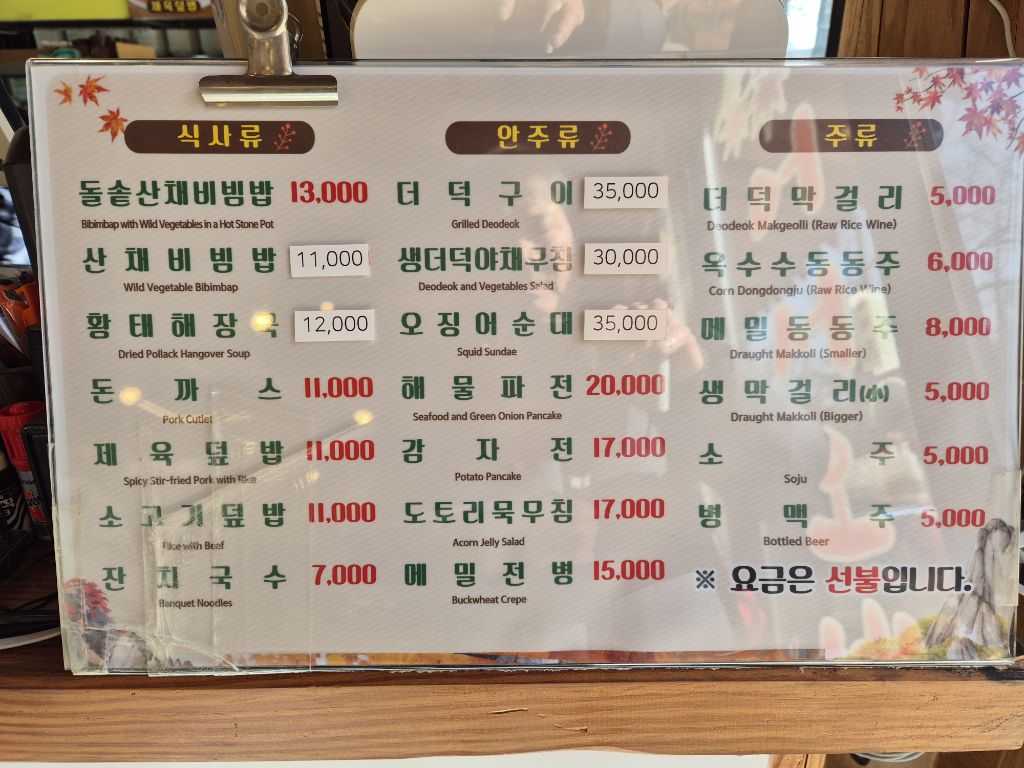 식사류
돌솥산채비빔밥 13,000
Bibimbap with Wild Vegetables in a Hot Stone Pot
산채비빔밥 11,000
Wild Vegetable Bibimbap
황태해장국 12,000
Dried Pollack Hangover Soup
돈까스 11,000
Pork Cutlet
제육덮밥 11,000
Spicy Stir-fried Pork with Rice
소고기덮밥 11,000
Rice with Beef
잔치국수 7,000
Banquet Noodles
안주류
더덕구이 35,000
Grilled Deodeok
생더덕야채무침 30,000
Deodeok and Vegetables Salad
오징어순대 35,000
Squid Sundae
해물파전 20,000
Seafood and Green Onion Pancake
감자전 17,000
Potato Pancake
도토리묵무침 17,000
Acorn Jelly Salad
메밀전병 15,000
Buckwheat Crepe
주류
더덕막걸리 5,000
Deodeok Makgeolli (Raw Rice Wine)
옥수수동동주 6,000
Corn Dongdongju (Raw Rice Wine)
메밀동동주 8,000
Draught Makkoli (Smaller)
생막걸리(小) 5,000
Draught Makkoli (Bigger)
소주 5,000
Soju
병맥주 5,000
Bottled Beer
※ 요금은 선불입니다.